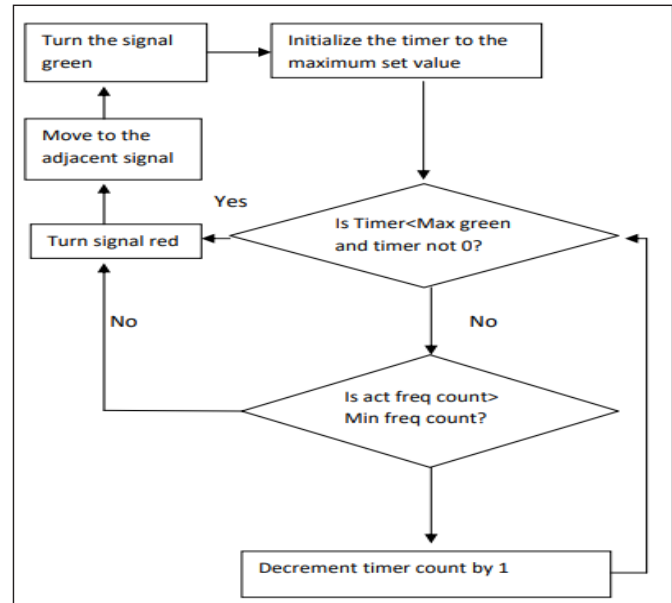 Turn the signal
green
Initialize the timer to the
maximum set value
Move to the
adjacent signal
Yes
Is Timer<Max green
and timer not 0?
Turn signal red
No
No
Is act freq count>
Min freq count?
Decrement timer count by 1